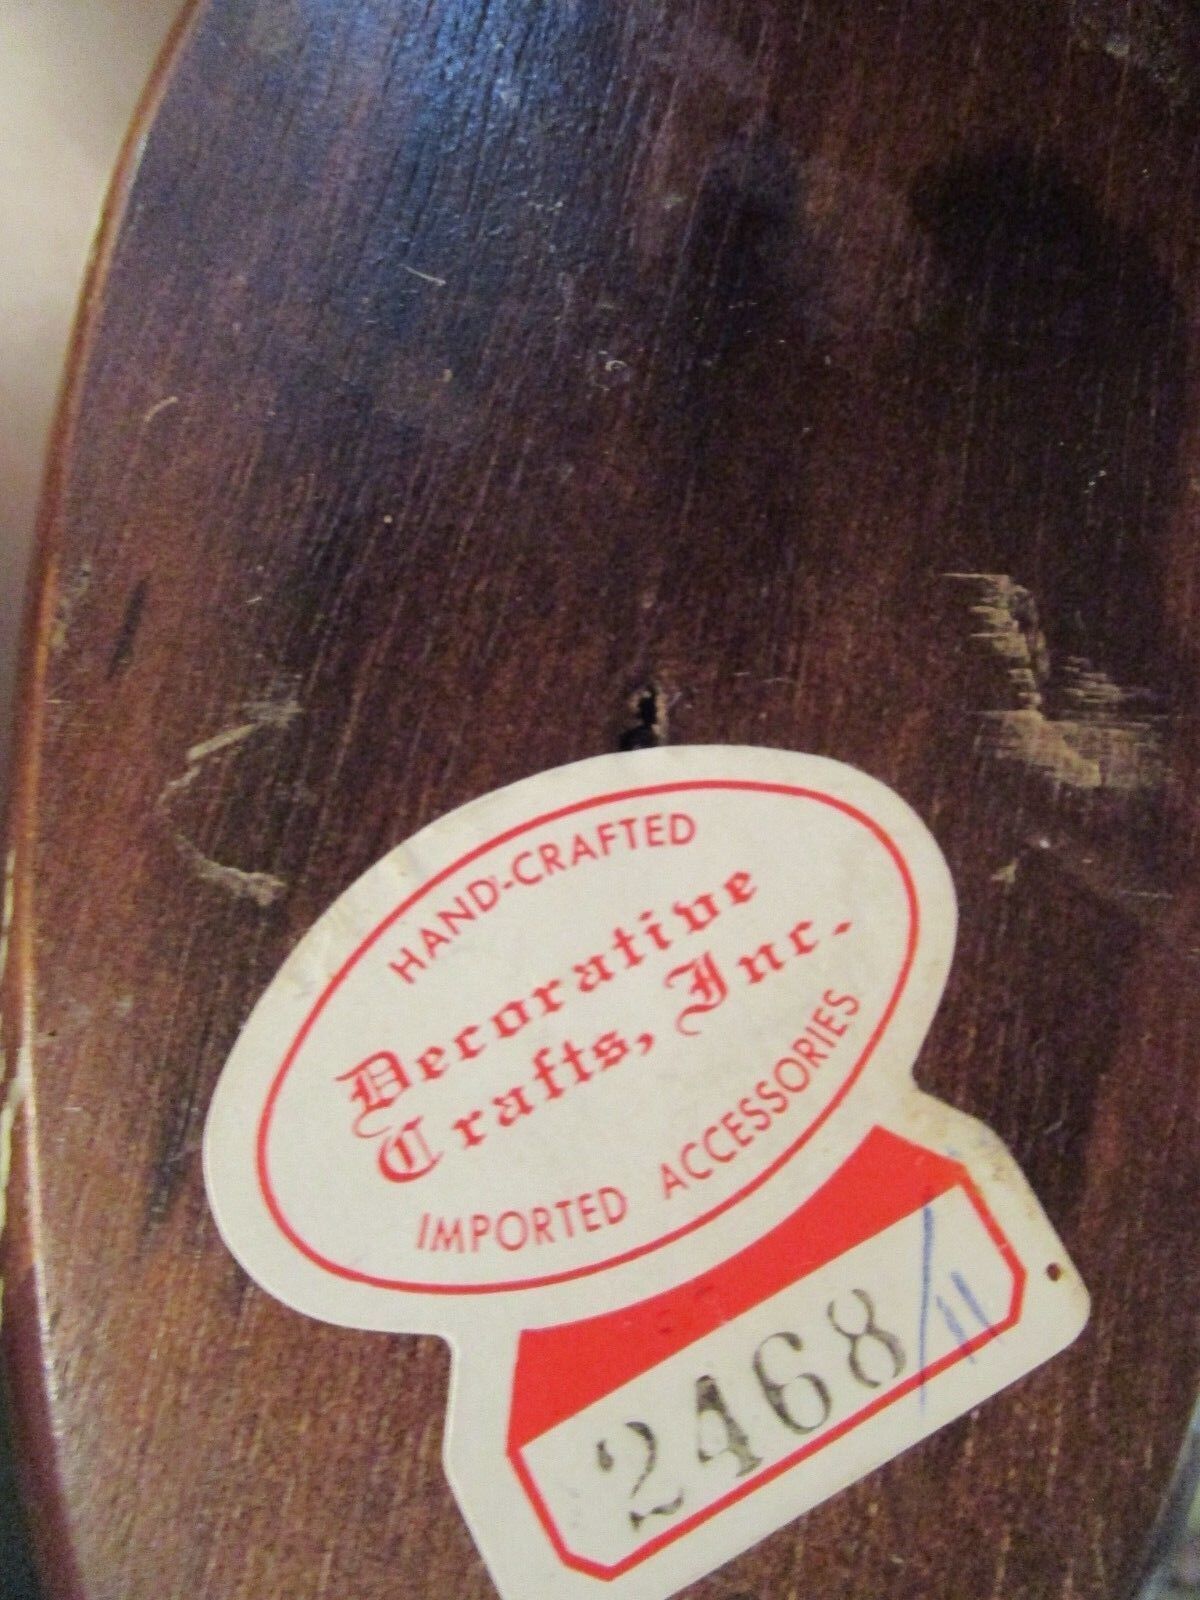 HAND-CRAFTED
Decorative
Crafts, Inc.
IMPORTED ACCESSORIES
2468/11